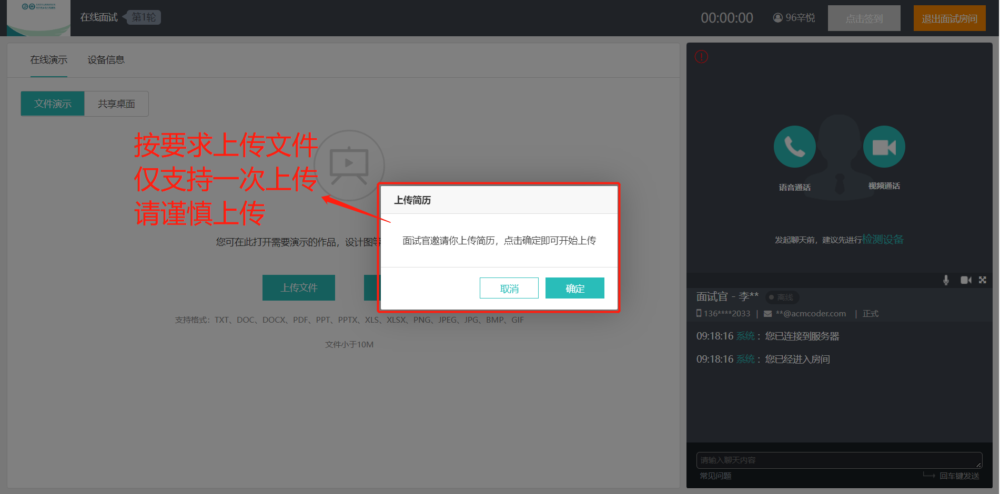 在线面试
第1轮
00:00:00
96辛悦
点击签到
退出面试房间
在线演示
设备信息
文件演示
共享桌面
按要求上传文件
仅支持一次上传
请谨慎上传
您可在此打开需要演示的作品，设计图等
上传文件
支持格式：TXT、DOC、DOCX、PDF、PPT、PPTX、XLS、XLSX、PNG、JPEG、JPG、BMP、GIF
文件小于10M
上传简历
面试官邀请你上传简历，点击确定即可开始上传
取消
确定
语音通话
视频通话
发起聊天前，建议先进行检测设备
面试官 - 李** 离线
136****2033 | **@acmcoder.com | 正式
09:18:16 系统： 您已连接到服务器
09:18:16 系统： 您已经进入房间
请输入聊天内容
常见问题
回车键发送